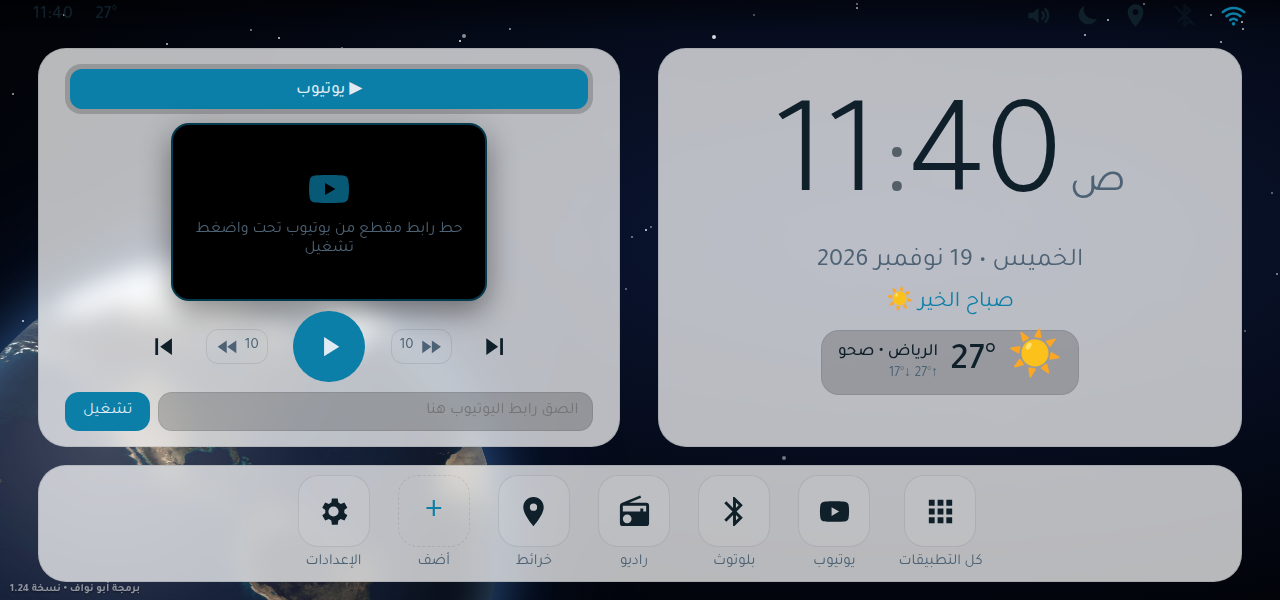 11:40 27°
▶ يوتيوب
حط رابط مقطع من يوتيوب تحت واضغط
تشغيل
10
10
الصق رابط اليوتيوب هنا
تشغيل
11:40 ص
الخميس • 19 نوفمبر 2026
صباح الخير ☀️
27°
الرياض • صحو
↑27° ↓17°
كل التطبيقات
يوتيوب
بلوتوث
راديو
خرائط
+
أضف
الإعدادات
برمجة أبو نواف • نسخة 1.24